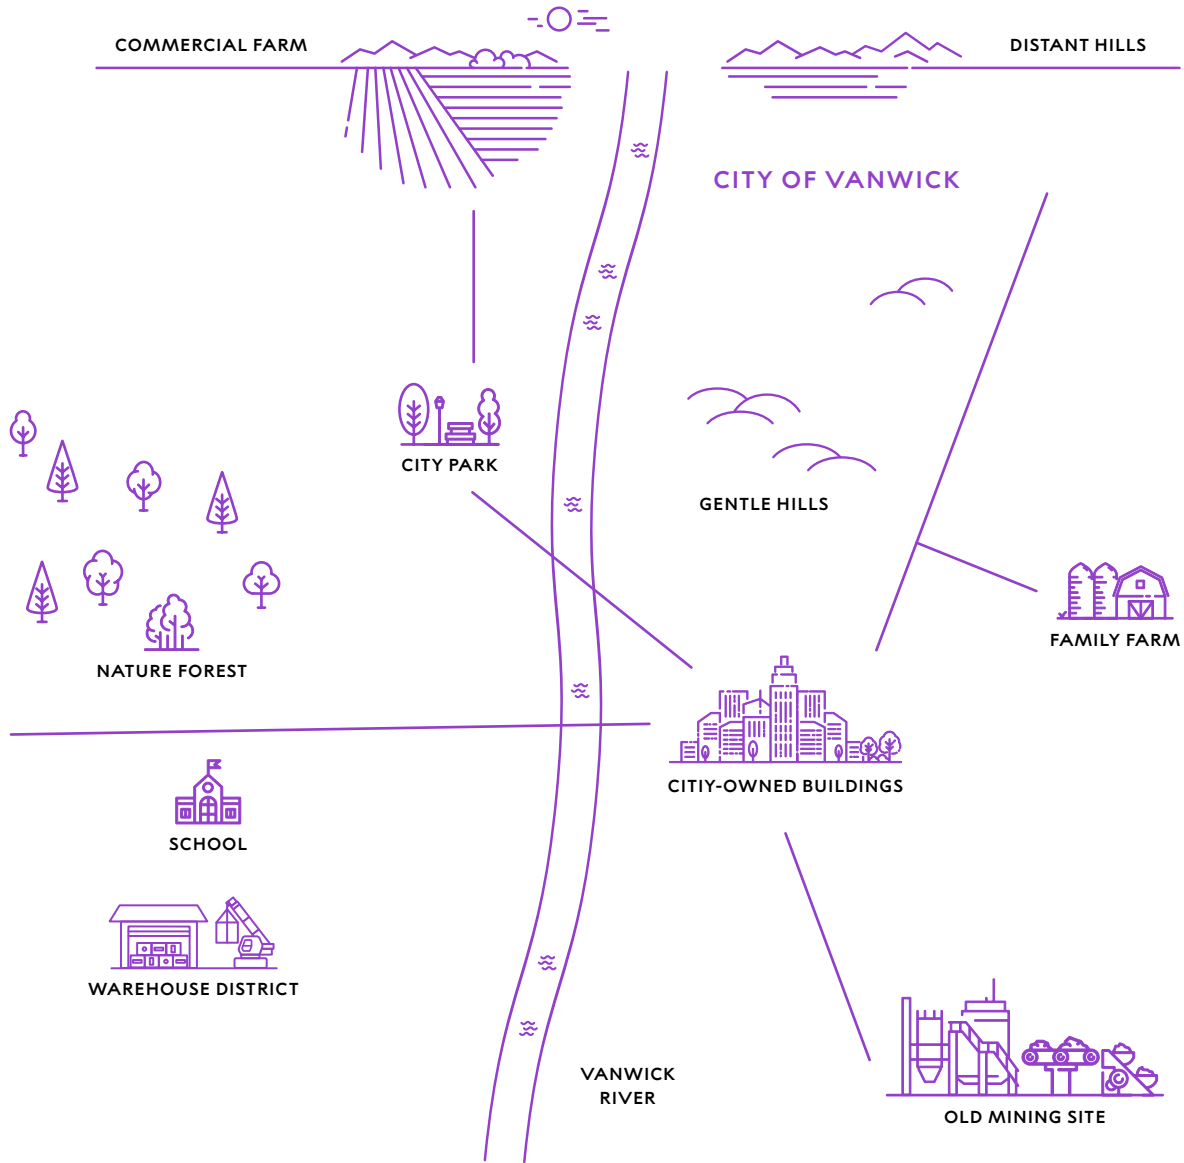 COMMERCIAL FARM
DISTANT HILLS
CITY OF VANWICK
CITY PARK
GENTLE HILLS
FAMILY FARM
NATURE FOREST
CITIY-OWNED BUILDINGS
SCHOOL
WAREHOUSE DISTRICT
VANWICK
RIVER
OLD MINING SITE